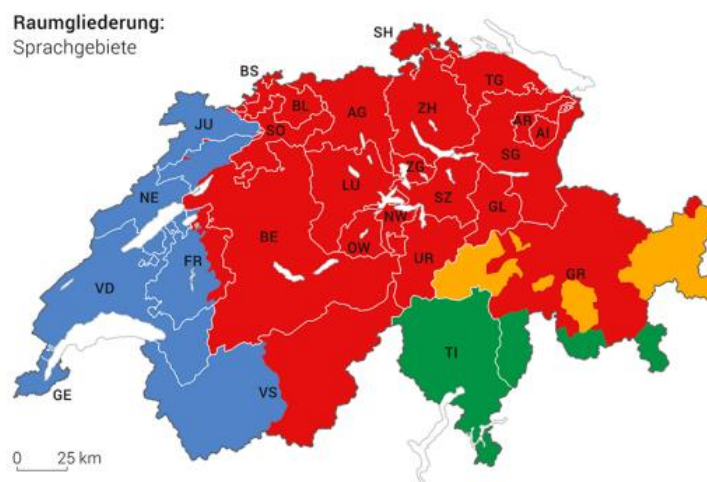 Raumgliederung:
Sprachgebiete
SH
BS
TG
BL
AG
ZH
JU
AR
AI
SO
SG
ZG
LU
SZ
NE
GL
NW
BE
OW
UR
FR
GR
VD
TI
VS
GE
0 25 km